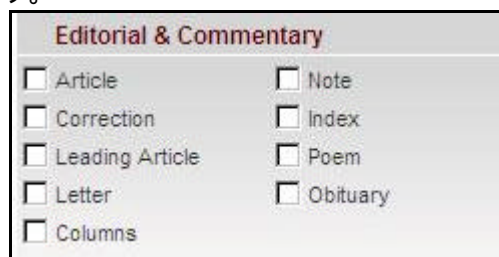 Editorial & Commentary
Article
Note
Correction
Index
Leading Article
Poem
Letter
Obituary
Columns